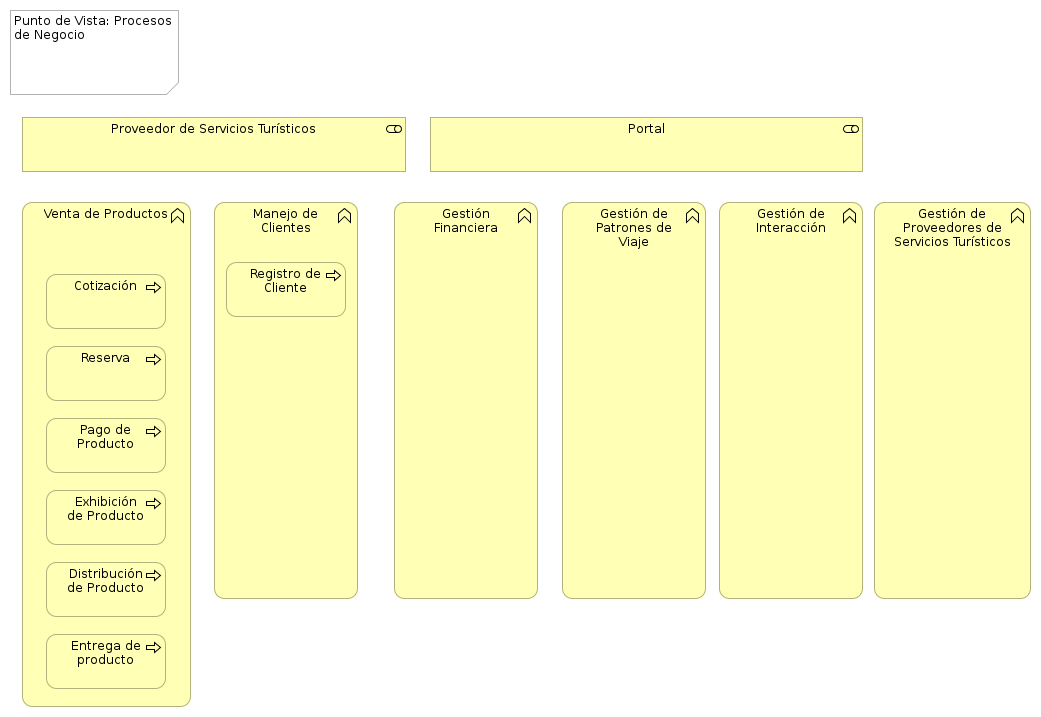 Punto de Vista: Procesos
de Negocio
Proveedor de Servicios Turísticos
Portal
Venta de Productos
Cotización
Reserva
Pago de
Producto
Exhibición
de Producto
Distribución
de Producto
Entrega de
producto
Manejo de
Clientes
Registro de
Cliente
Gestión
Financiera
Gestión de
Patrones de
Viaje
Gestión de
Interacción
Gestión de
Proveedores de
Servicios Turísticos